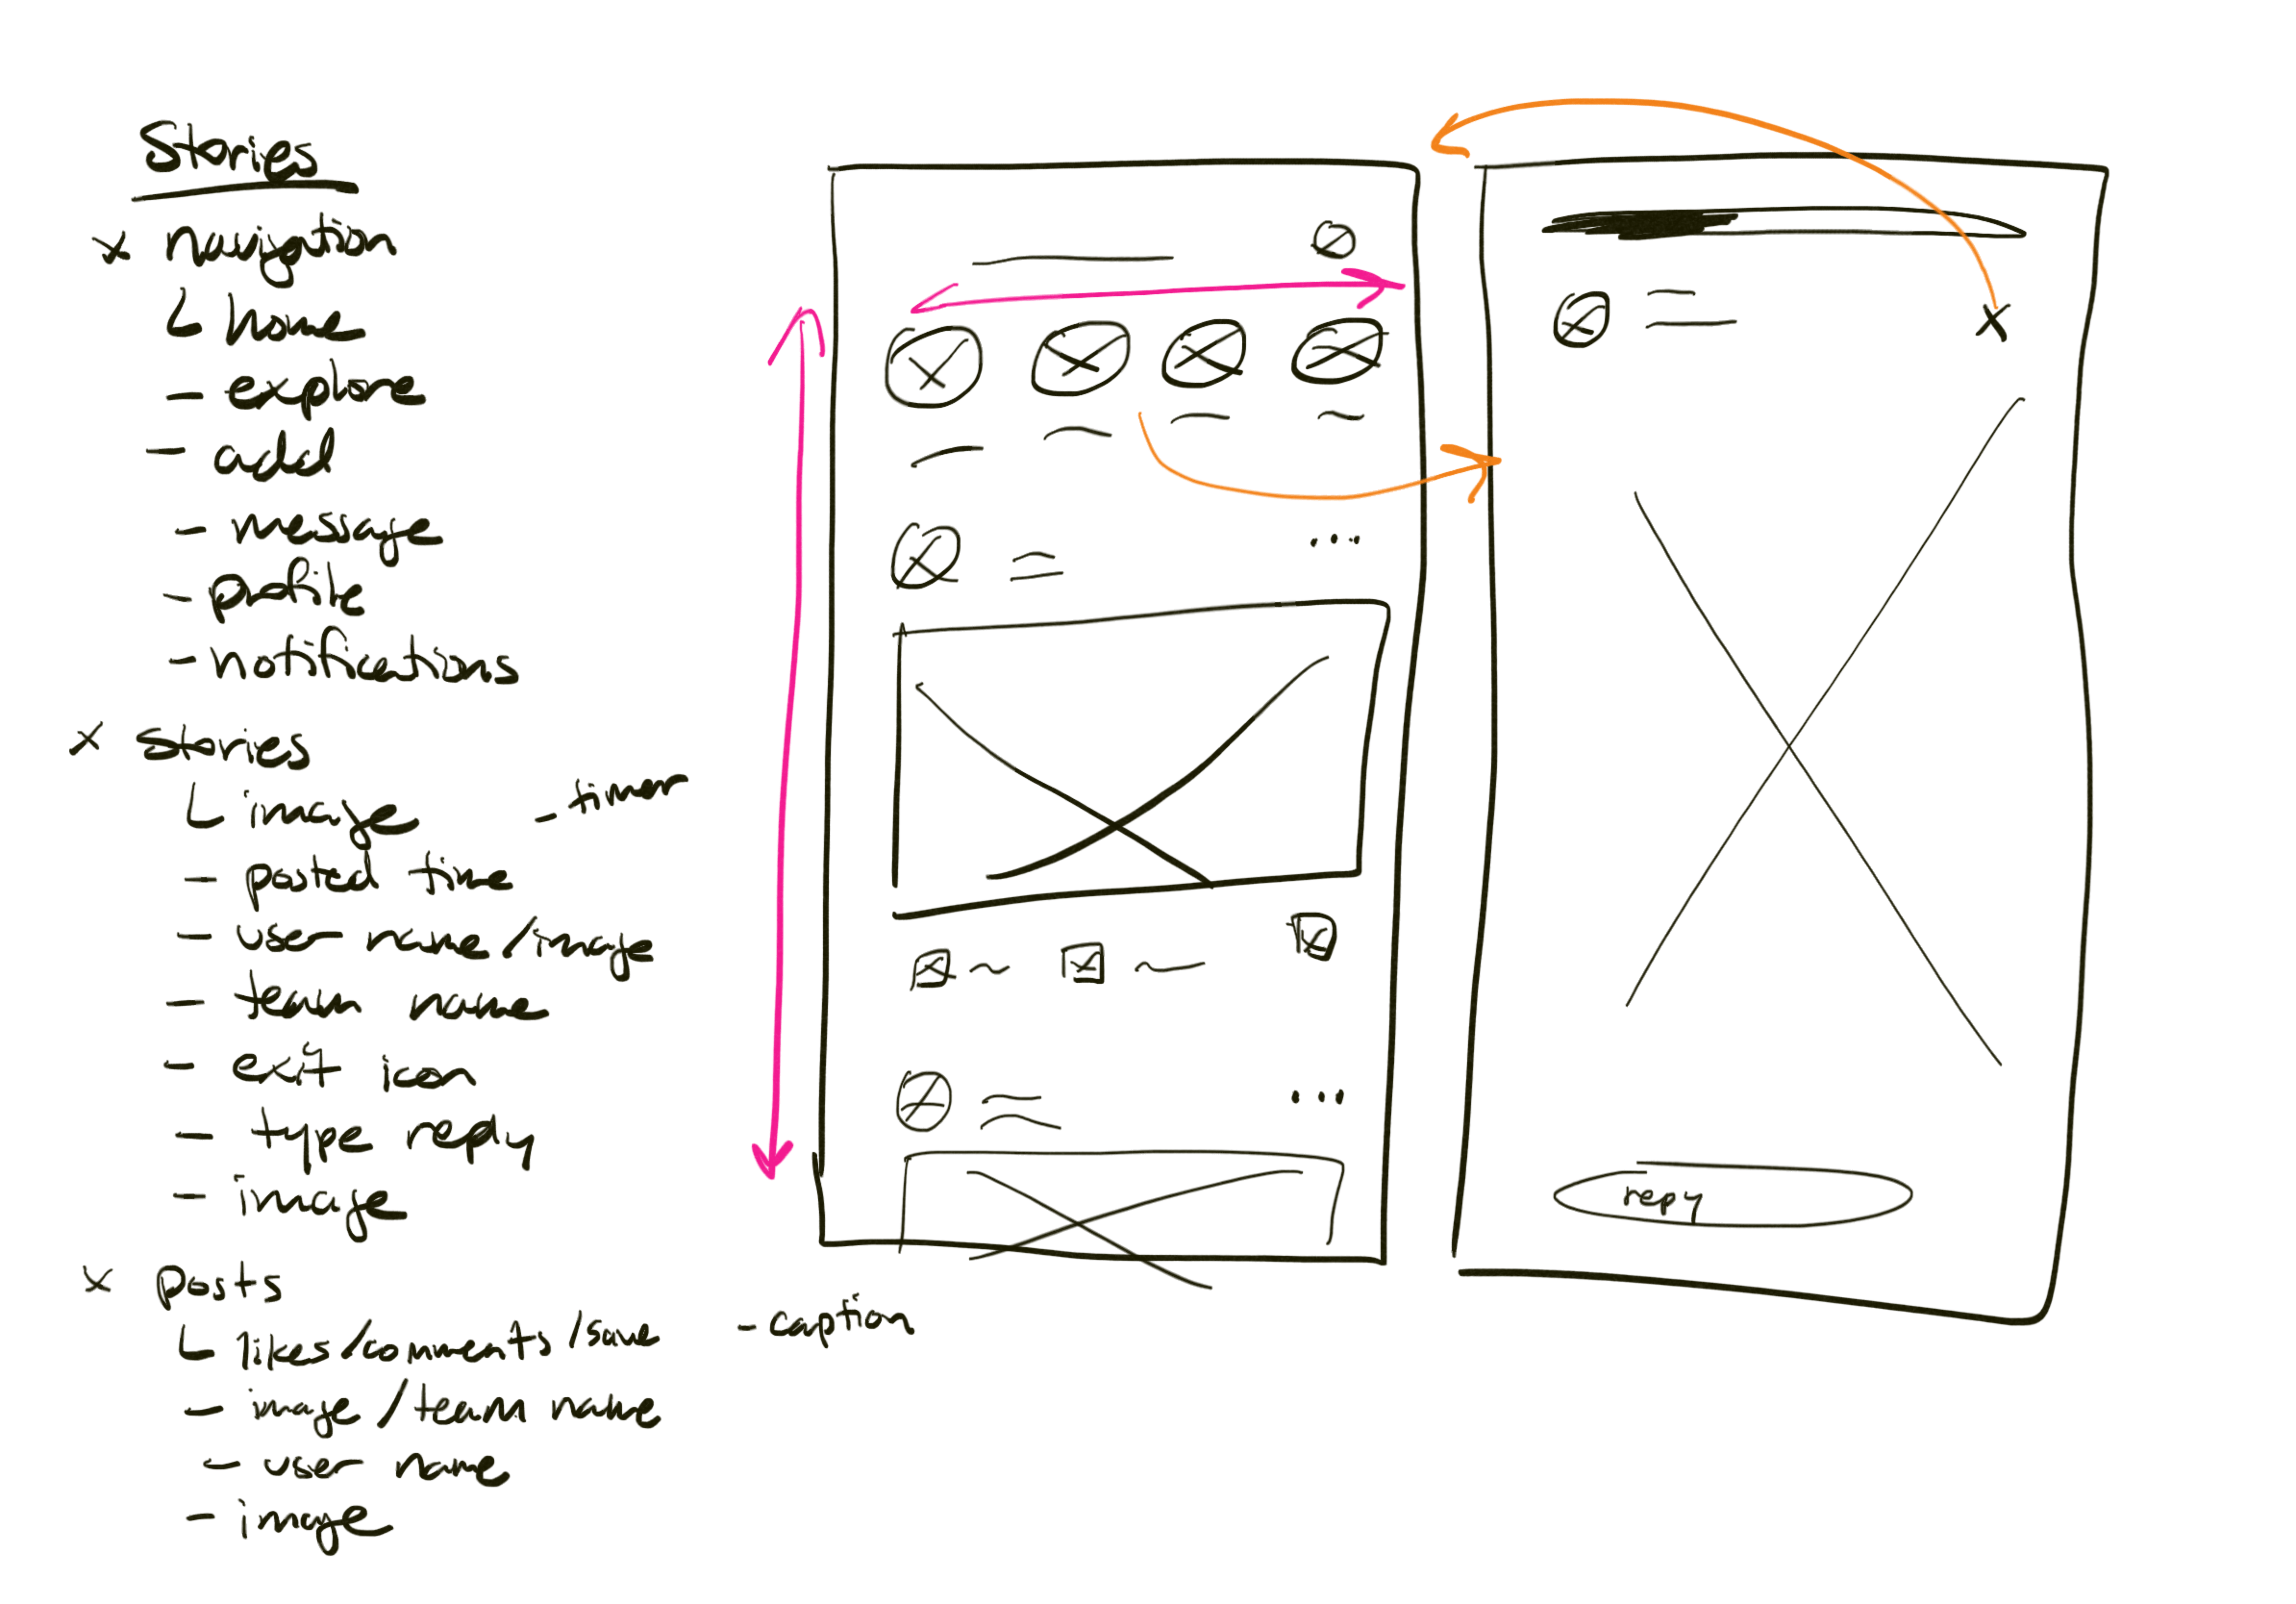 Stories
x navigation
↳ home
- explore
- add
- message
- profile
- notifications
x stories
↳ image - timer
- posted time
- user name/image
- team name
- exit icon
- type reply
- image
x posts
↳ likes/comments/save - caption
- image/team name
- user name
- image
X
repy